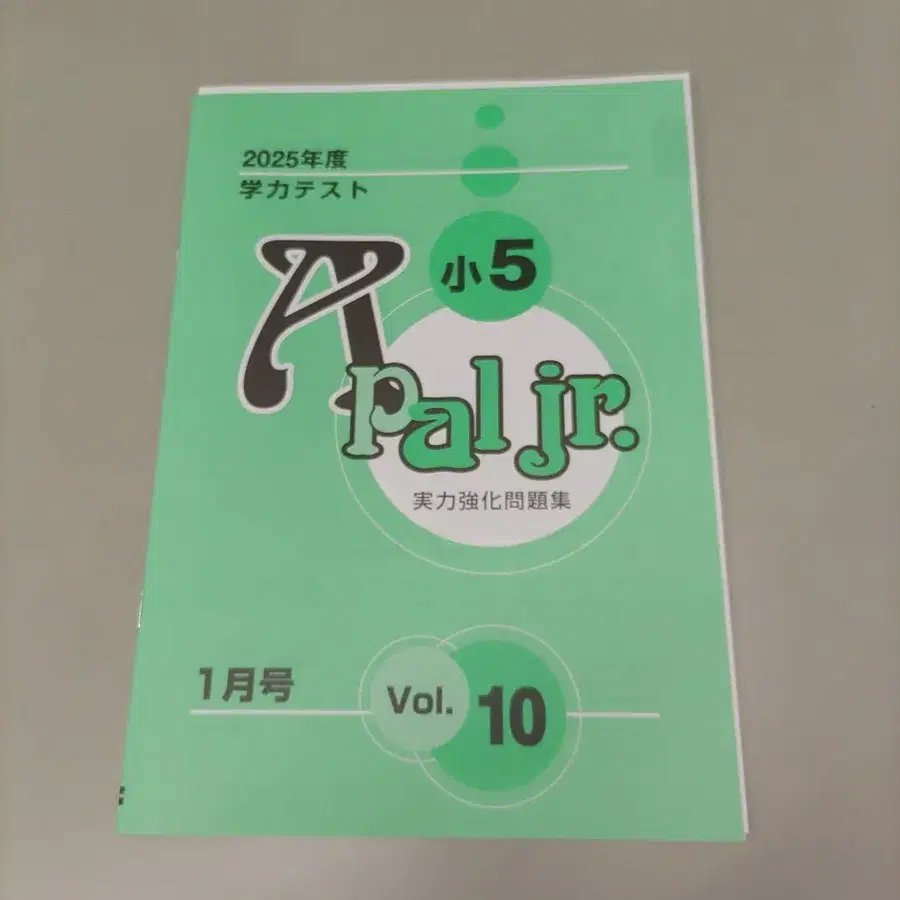 2025年度
学力テスト
小5
A
pal jr.
実力強化問題集
1月号
Vol. 10